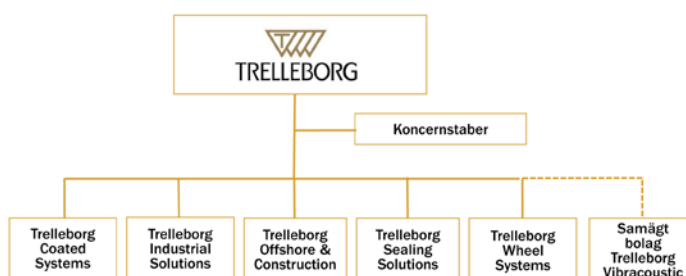 T
TRELLEBORG
Koncernstaber
Trelleborg
Coated
Systems
Trelleborg
Industrial
Solutions
Trelleborg
Offshore &
Construction
Trelleborg
Sealing
Solutions
Trelleborg
Wheel
Systems
Samägt
bolag
Trelleborg
Vibracoustic